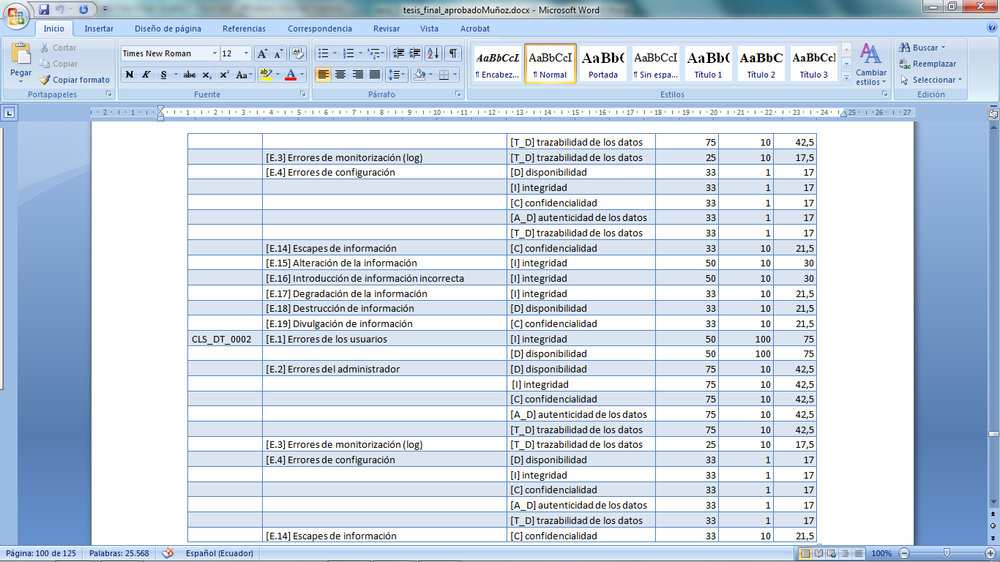 tesis_final_aprobadoMuñoz.docx - Microsoft Word
Inicio Insertar Diseño de página Referencias Correspondencia Revisar Vista Acrobat
Pegar
Cortar
Copiar
Copiar formato
Portapapeles
Times New Roman 12
N K S abc x₂ x² Aa
Fuente
Párrafo
AaBbCcL AaBbCcI AaBb( AaBbCcI AaBb( AaBbC AaBbCcl
¶ Encabez... ¶ Normal Portada ¶ Sin espa... Título 1 Título 2 Título 3
Cambiar estilos
Estilos
Buscar
Reemplazar
Seleccionar
Edición
2 1 1 2 3 4 5 6 7 8 9 10 11 12 13 14 15 16 17 18 19 20 21 22 23 24 25 26 27
[T_D] trazabilidad de los datos 75 10 42,5
[E.3] Errores de monitorización (log) [T_D] trazabilidad de los datos 25 10 17,5
[E.4] Errores de configuración [D] disponibilidad 33 1 17
[I] integridad 33 1 17
[C] confidencialidad 33 1 17
[A_D] autenticidad de los datos 33 1 17
[T_D] trazabilidad de los datos 33 1 17
[E.14] Escapes de información [C] confidencialidad 33 10 21,5
[E.15] Alteración de la información [I] integridad 50 10 30
[E.16] Introducción de información incorrecta [I] integridad 50 10 30
[E.17] Degradación de la información [I] integridad 33 10 21,5
[E.18] Destrucción de información [D] disponibilidad 33 10 21,5
[E.19] Divulgación de información [C] confidencialidad 33 10 21,5
CLS_DT_0002 [E.1] Errores de los usuarios [I] integridad 50 100 75
[D] disponibilidad 50 100 75
[E.2] Errores del administrador [D] disponibilidad 75 10 42,5
[I] integridad 75 10 42,5
[C] confidencialidad 75 10 42,5
[A_D] autenticidad de los datos 75 10 42,5
[T_D] trazabilidad de los datos 75 10 42,5
[E.3] Errores de monitorización (log) [T_D] trazabilidad de los datos 25 10 17,5
[E.4] Errores de configuración [D] disponibilidad 33 1 17
[I] integridad 33 1 17
[C] confidencialidad 33 1 17
[A_D] autenticidad de los datos 33 1 17
[T_D] trazabilidad de los datos 33 1 17
[E.14] Escapes de información [C] confidencialidad 33 10 21,5
Página: 100 de 125 Palabras: 25.568 Español (Ecuador) 100%